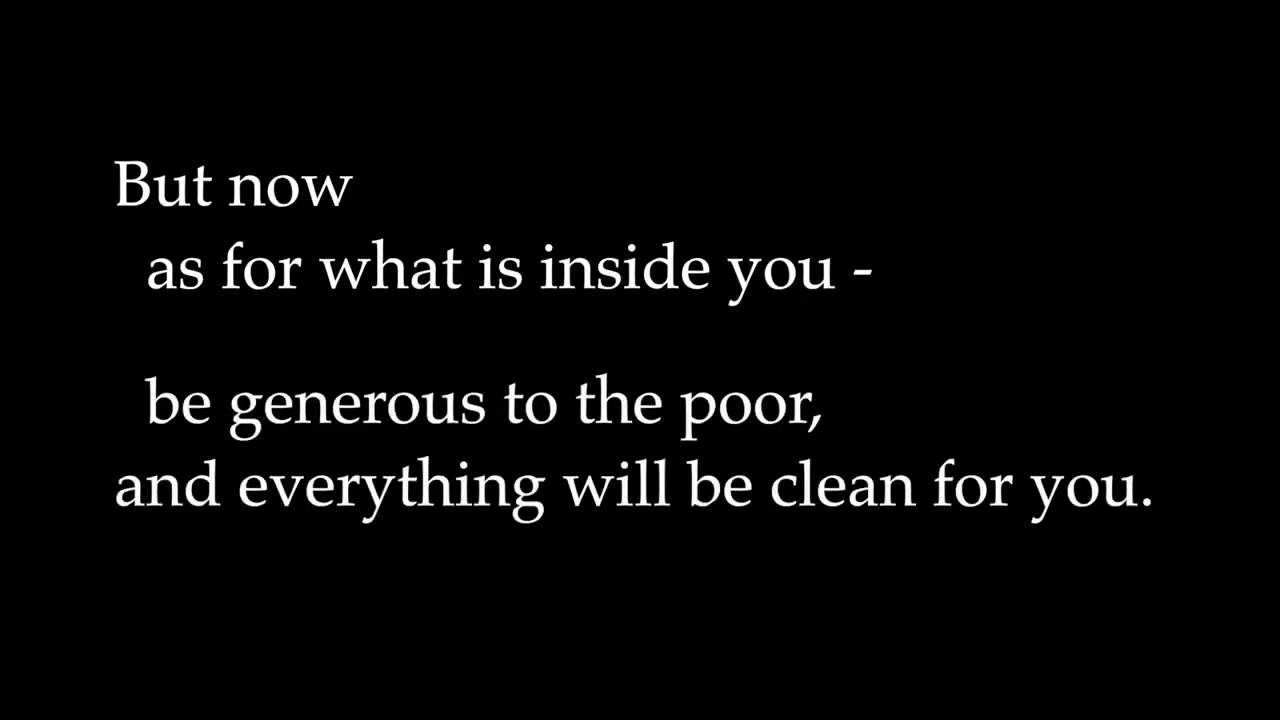 But now
as for what is inside you -
be generous to the poor,
and everything will be clean for you.